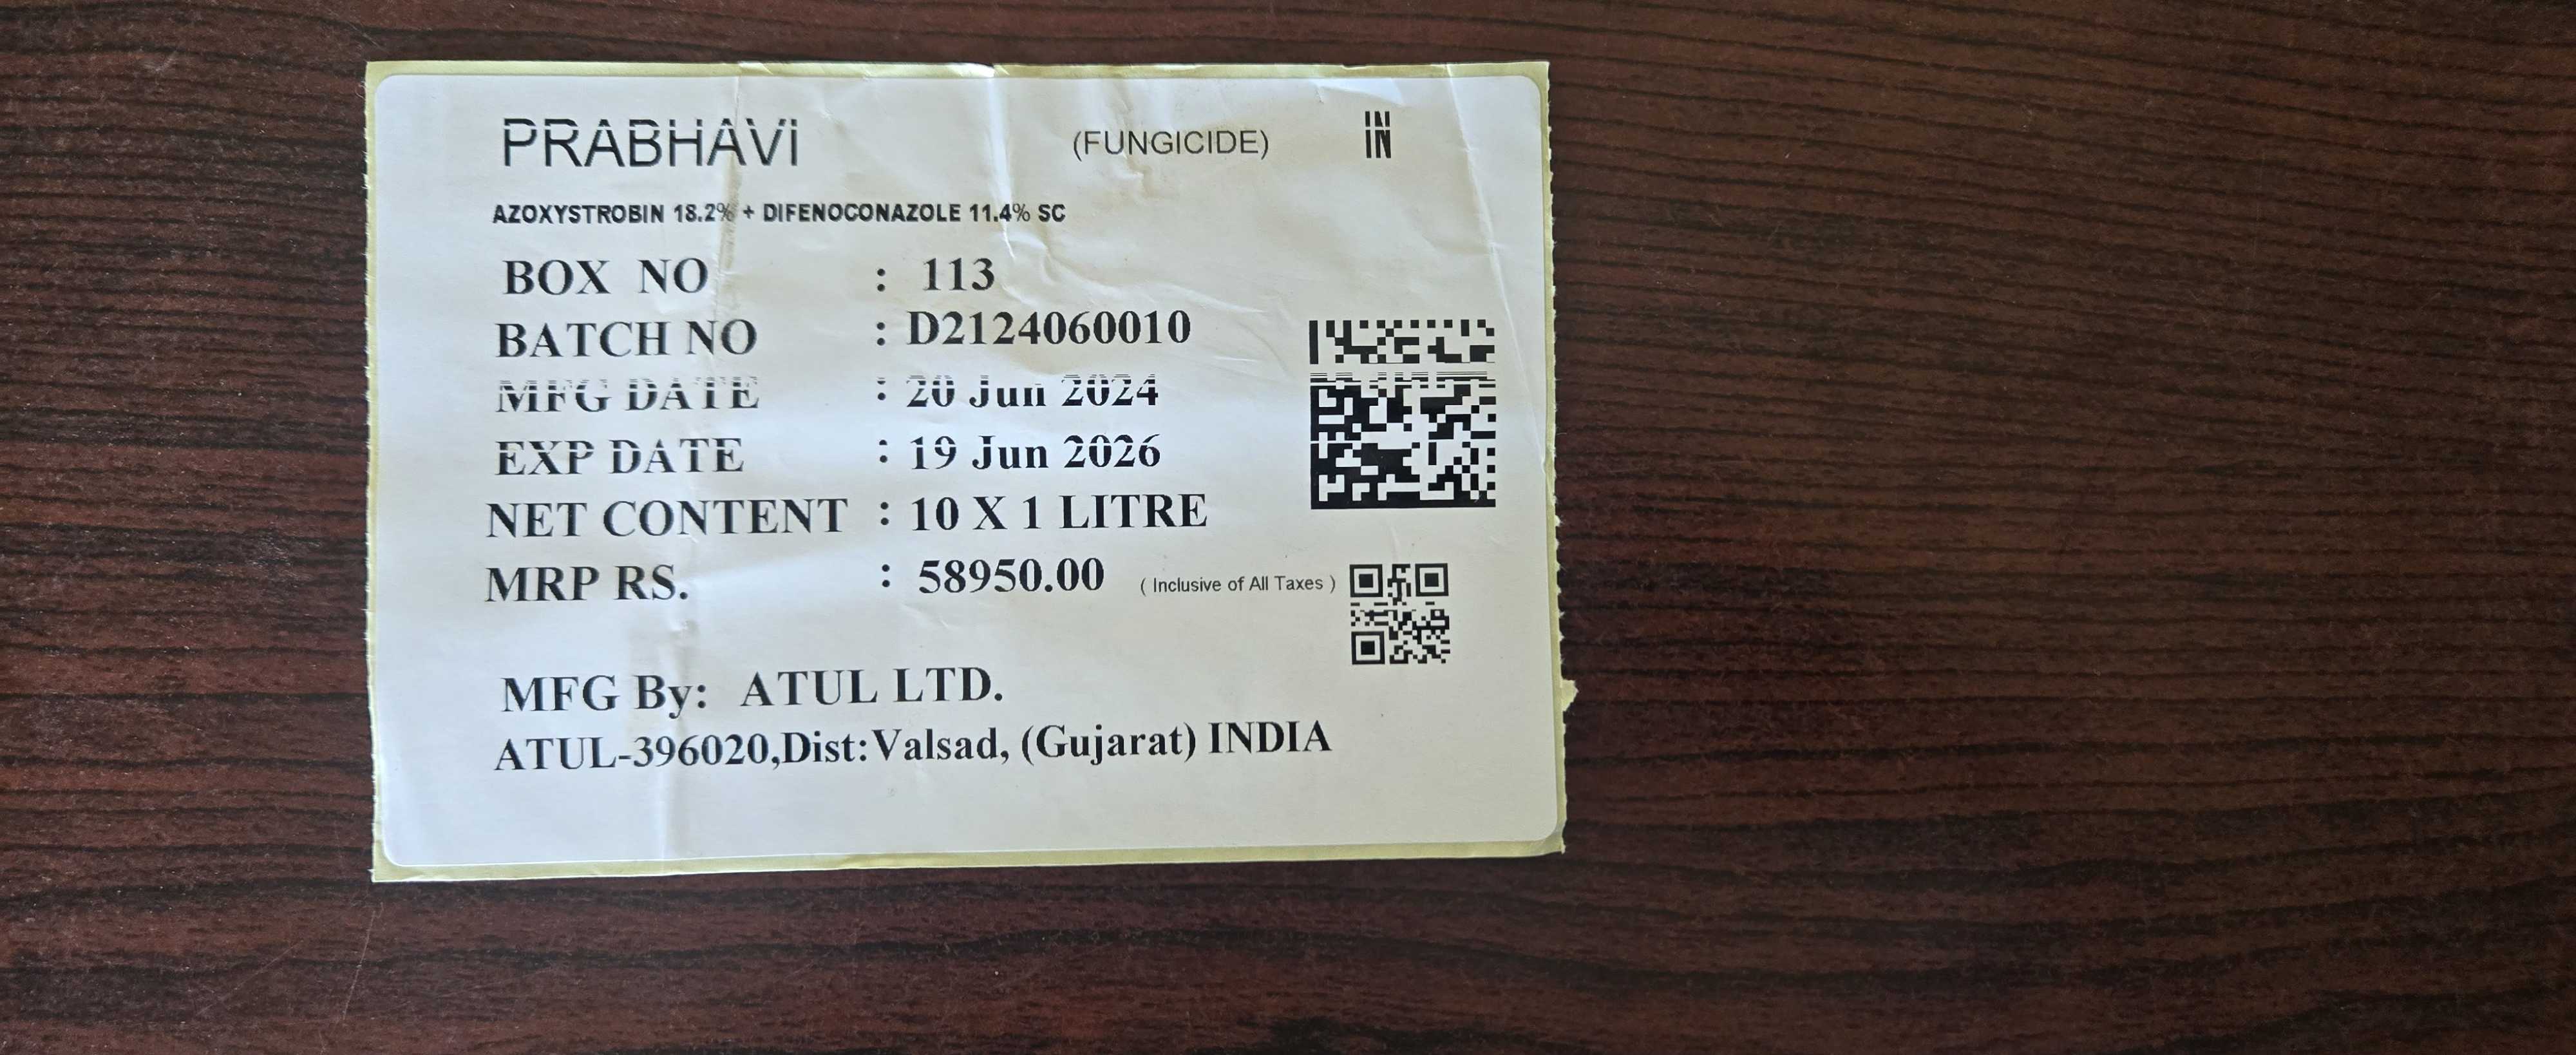 PRABHAVI (FUNGICIDE) IN
AZOXYSTROBIN 18.2% + DIFENOCONAZOLE 11.4% SC
BOX NO : 113
BATCH NO : D2124060010
MFG DATE : 20 Jun 2024
EXP DATE : 19 Jun 2026
NET CONTENT : 10 X 1 LITRE
MRP RS. : 58950.00 ( Inclusive of All Taxes )
MFG By: ATUL LTD.
ATUL-396020,Dist:Valsad, (Gujarat) INDIA